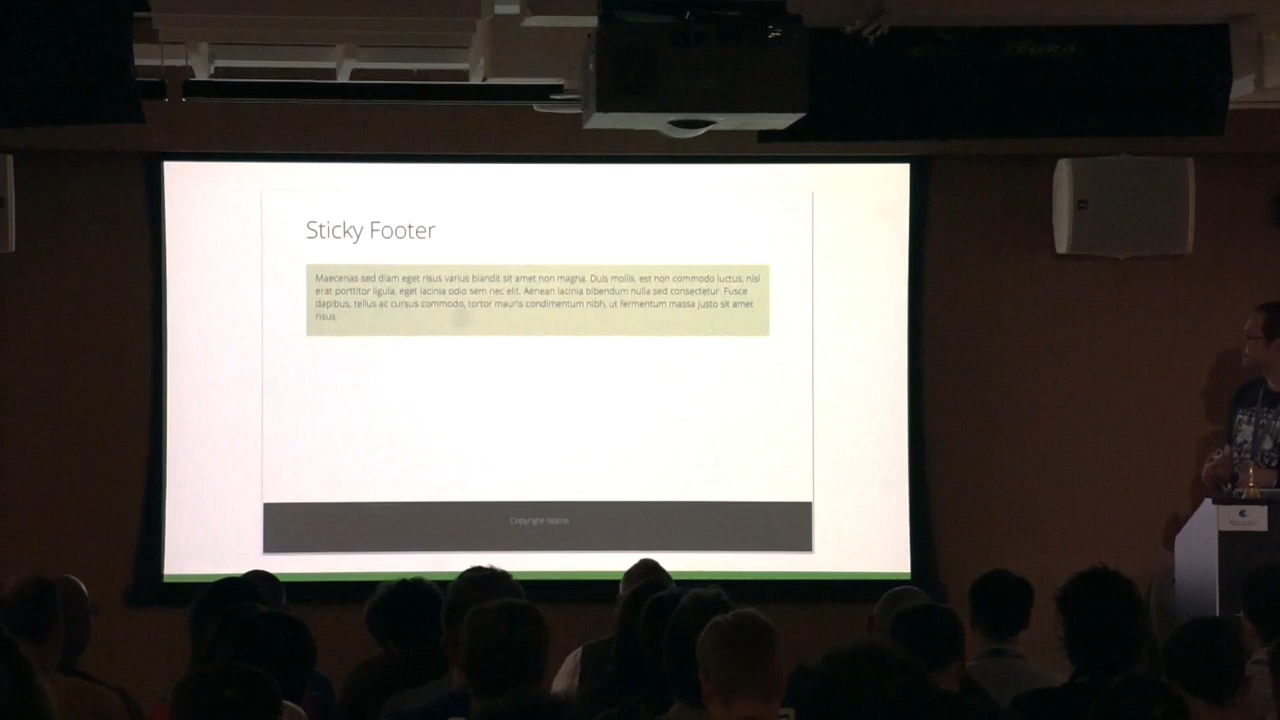 Sticky Footer
Maecenas sed diam eget risus varius blandit sit amet non magna. Duis mollis, est non commodo luctus, nisi
erat porttitor ligula, eget lacinia odio sem nec elit. Aenean lacinia bibendum nulla sed consectetur. Fusce
dapibus, tellus ac cursus commodo, tortor mauris condimentum nibh, ut fermentum massa justo sit amet
risus.
Copyright Notice